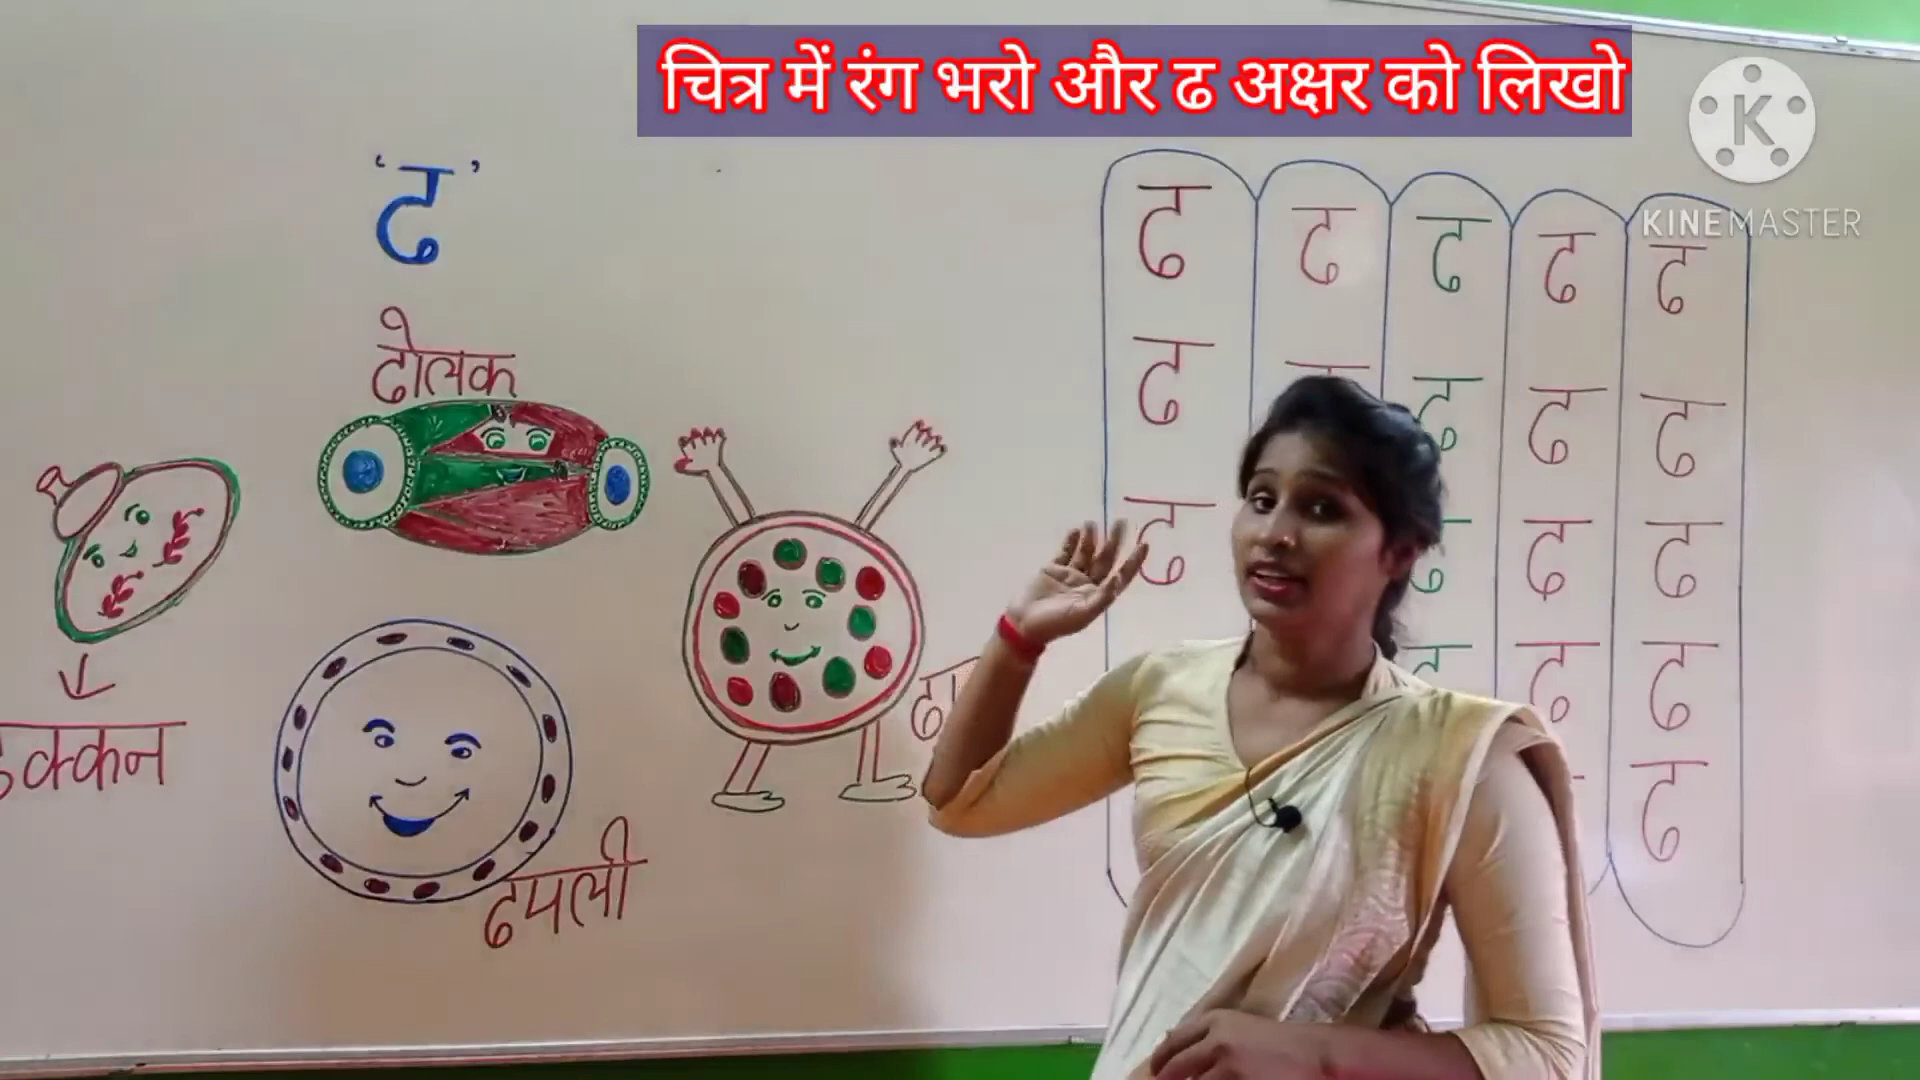 चित्र में रंग भरो और ढ अक्षर को लिखो
KINEMASTER
'ढ'
ढोलक
ढक्कन
ढपली
ढ ढ ढ ढ ढ
ढ ढ ढ ढ
ढ ढ ढ ढ
ढ ढ ढ
ढ